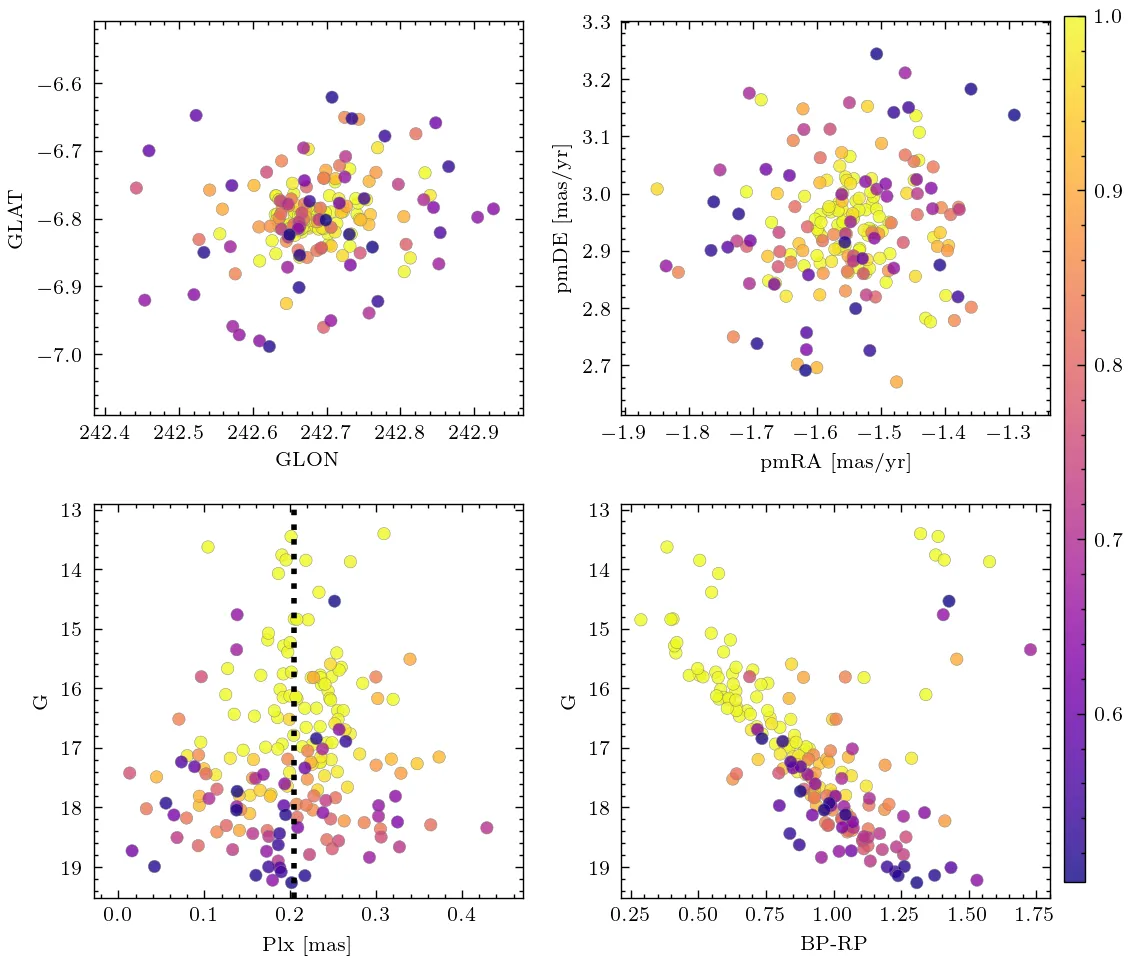 −6.6
−6.7
−6.8
−6.9
−7.0
GLAT
242.4 242.5 242.6 242.7 242.8 242.9
GLON
3.3
3.2
3.1
3.0
2.9
2.8
2.7
pmDE [mas/yr]
−1.9 −1.8 −1.7 −1.6 −1.5 −1.4 −1.3
pmRA [mas/yr]
13
14
15
16
17
18
19
G
0.0 0.1 0.2 0.3 0.4
Plx [mas]
13
14
15
16
17
18
19
G
0.25 0.50 0.75 1.00 1.25 1.50 1.75
BP-RP
1.0
0.9
0.8
0.7
0.6